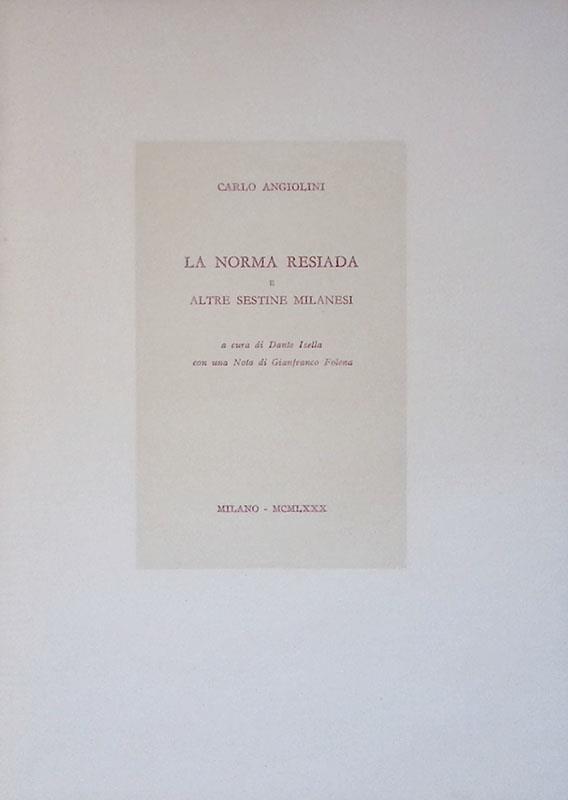 CARLO ANGIOLINI
LA NORMA RESIADA
E
ALTRE SESTINE MILANESI
a cura di Dante Isella
con una Nota di Gianfranco Folena
MILANO - MCMLXXX